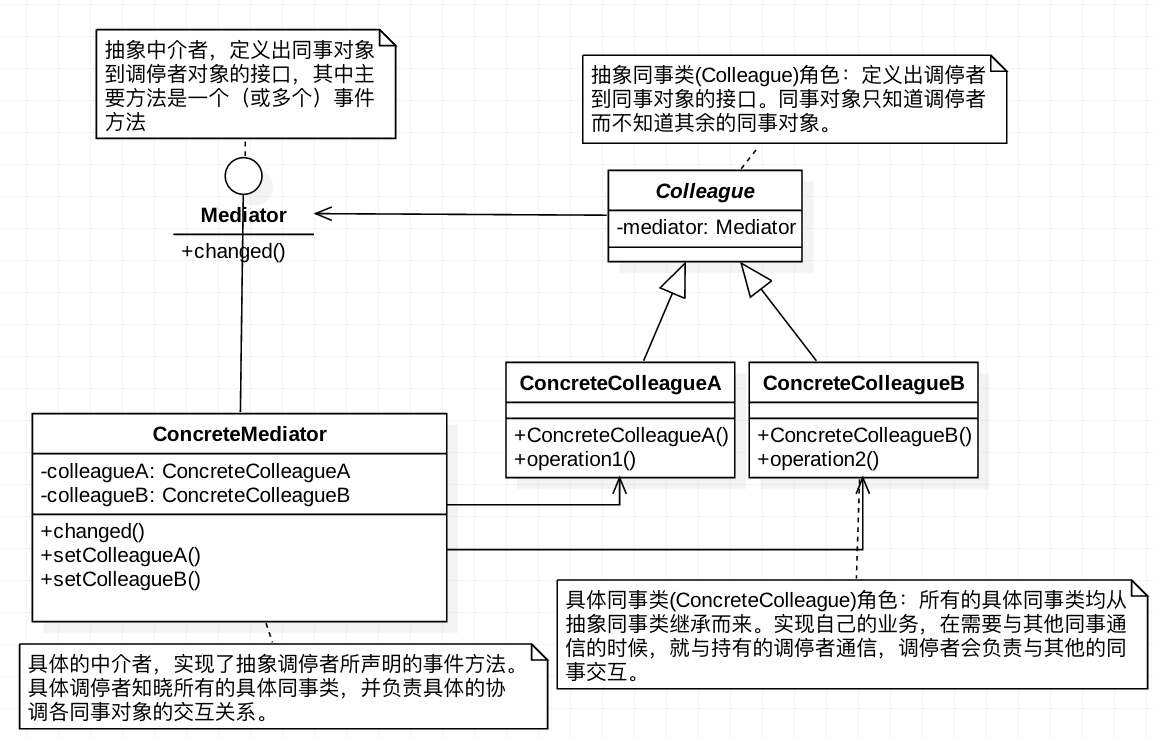 抽象中介者，定义出同事对象
到调停者对象的接口，其中主
要方法是一个（或多个）事件
方法
抽象同事类(Colleague)角色：定义出调停者
到同事对象的接口。同事对象只知道调停者
而不知道其余的同事对象。
Mediator
+changed()
Colleague
-mediator: Mediator
ConcreteColleagueA
+ConcreteColleagueA()
+operation1()
ConcreteColleagueB
+ConcreteColleagueB()
+operation2()
ConcreteMediator
-colleagueA: ConcreteColleagueA
-colleagueB: ConcreteColleagueB
+changed()
+setColleagueA()
+setColleagueB()
具体同事类(ConcreteColleague)角色：所有的具体同事类均从
抽象同事类继承而来。实现自己的业务，在需要与其他同事通
信的时候，就与持有的调停者通信，调停者会负责与其他的同
事交互。
具体的中介者，实现了抽象调停者所声明的事件方法。
具体调停者知晓所有的具体同事类，并负责具体的协
调各同事对象的交互关系。